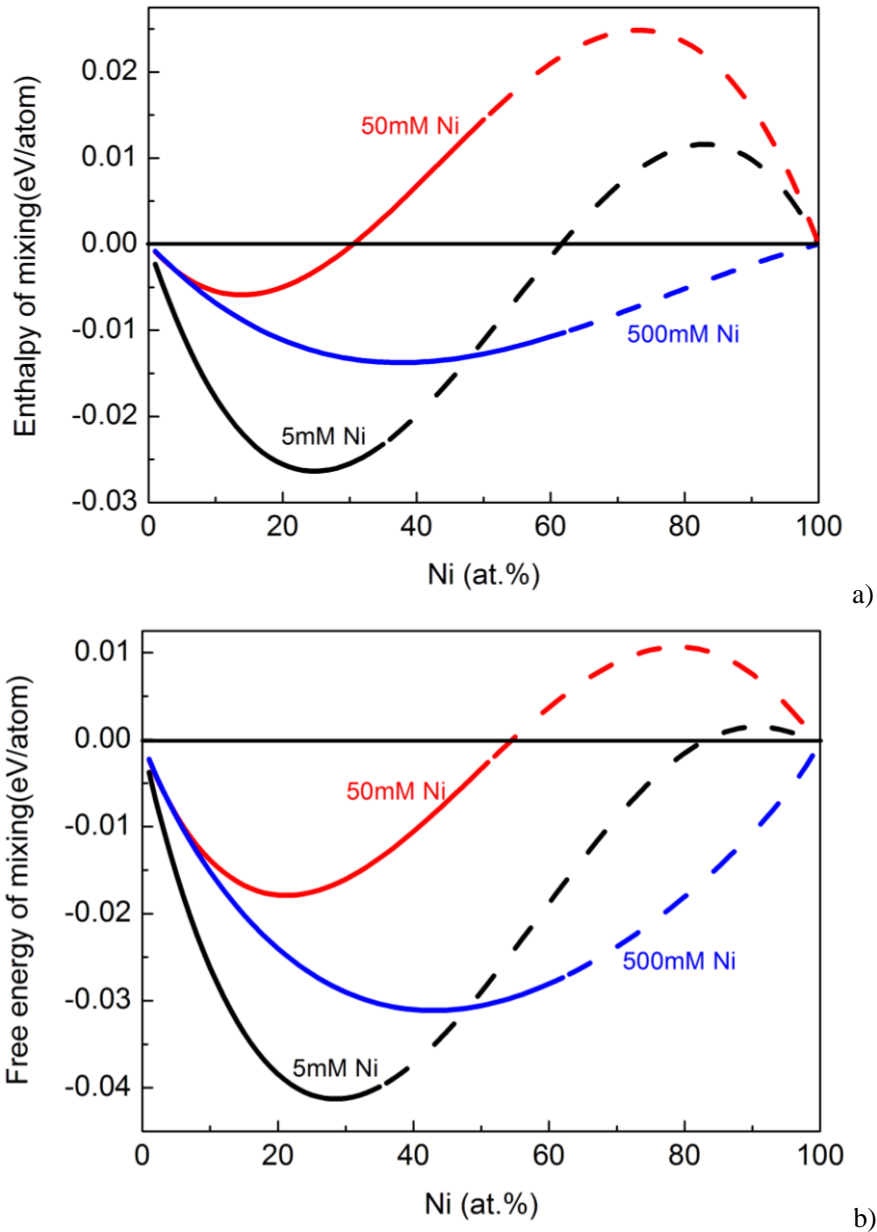 Enthalpy of mixing(eV/atom)
0.02
0.01
0.00
-0.01
-0.02
-0.03
50mM Ni
500mM Ni
5mM Ni
0 20 40 60 80 100
Ni (at.%)
a)
Free energy of mixing(eV/atom)
0.01
0.00
-0.01
-0.02
-0.03
-0.04
50mM Ni
500mM Ni
5mM Ni
0 20 40 60 80 100
Ni (at.%)
b)